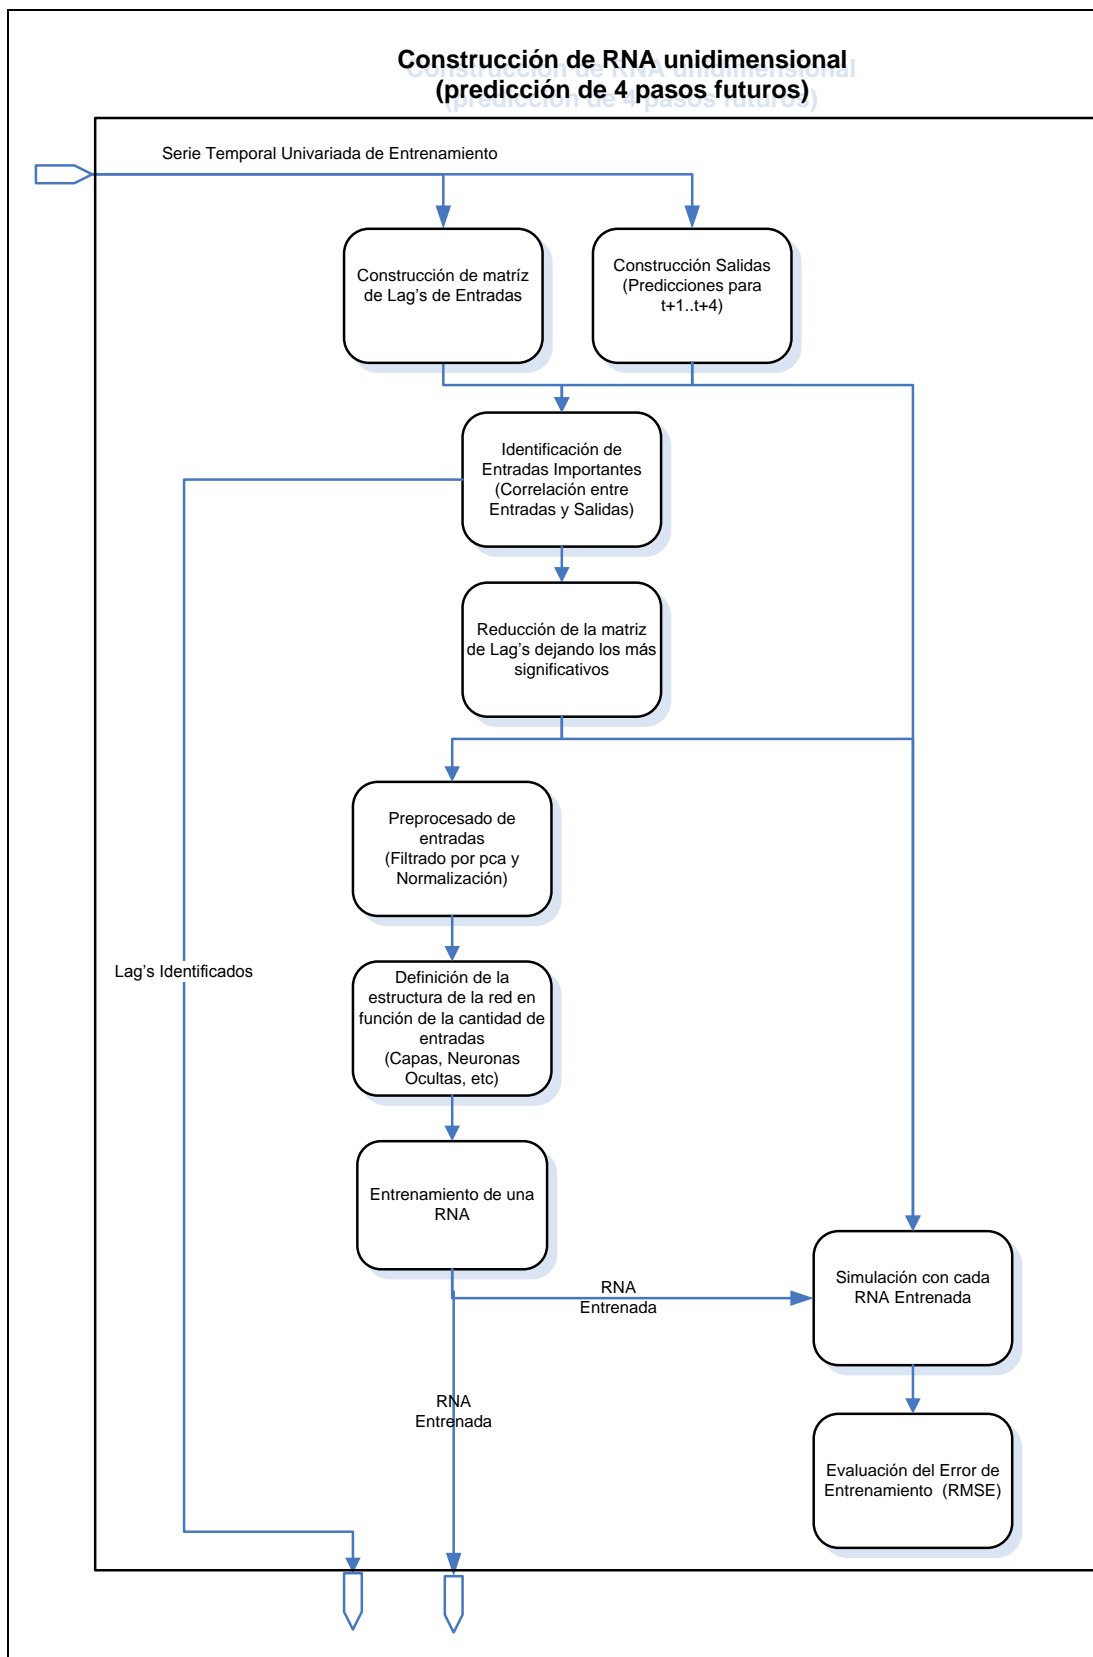 Construcción de RNA unidimensional
(predicción de 4 pasos futuros)
Serie Temporal Univariada de Entrenamiento
Construcción de matríz
de Lag's de Entradas
Construcción Salidas
(Predicciones para
t+1..t+4)
Identificación de
Entradas Importantes
(Correlación entre
Entradas y Salidas)
Reducción de la matriz
de Lag's dejando los más
significativos
Preprocesado de
entradas
(Filtrado por pca y
Normalización)
Lag's Identificados
Definición de la
estructura de la red en
función de la cantidad de
entradas
(Capas, Neuronas
Ocultas, etc)
Entrenamiento de una
RNA
RNA
Entrenada
Simulación con cada
RNA Entrenada
RNA
Entrenada
Evaluación del Error de
Entrenamiento  (RMSE)